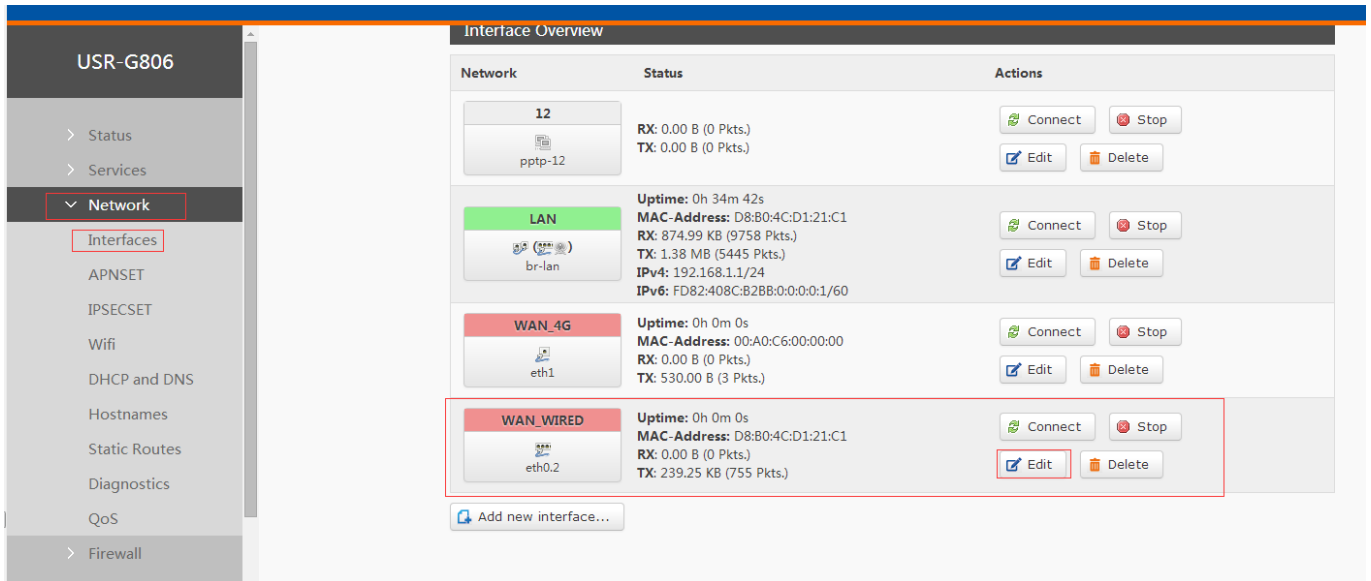 USR-G806
Status
Services
Network
Interfaces
APNSET
IPSECSET
Wifi
DHCP and DNS
Hostnames
Static Routes
Diagnostics
QoS
Firewall
Interface Overview
Network Status Actions
12
pptp-12
RX: 0.00 B (0 Pkts.)
TX: 0.00 B (0 Pkts.)
Connect Stop
Edit Delete
LAN
br-lan
Uptime: 0h 34m 42s
MAC-Address: D8:B0:4C:D1:21:C1
RX: 874.99 KB (9758 Pkts.)
TX: 1.38 MB (5445 Pkts.)
IPv4: 192.168.1.1/24
IPv6: FD82:408C:B2BB:0:0:0:0:1/60
Connect Stop
Edit Delete
WAN_4G
eth1
Uptime: 0h 0m 0s
MAC-Address: 00:A0:C6:00:00:00
RX: 0.00 B (0 Pkts.)
TX: 530.00 B (3 Pkts.)
Connect Stop
Edit Delete
WAN_WIRED
eth0.2
Uptime: 0h 0m 0s
MAC-Address: D8:B0:4C:D1:21:C1
RX: 0.00 B (0 Pkts.)
TX: 239.25 KB (755 Pkts.)
Connect Stop
Edit Delete
Add new interface...